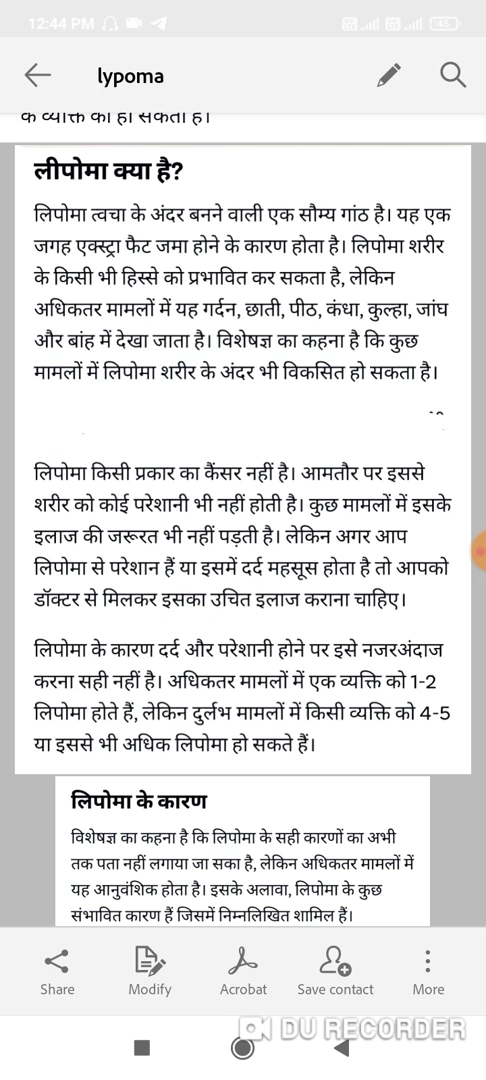 12:44 PM
45
lypoma
के व्यक्ति को हो सकता है।
लीपोमा क्या है?
लिपोमा त्वचा के अंदर बनने वाली एक सौम्य गांठ है। यह एक
जगह एक्स्ट्रा फैट जमा होने के कारण होता है। लिपोमा शरीर
के किसी भी हिस्से को प्रभावित कर सकता है, लेकिन
अधिकतर मामलों में यह गर्दन, छाती, पीठ, कंधा, कुल्हा, जांघ
और बांह में देखा जाता है। विशेषज्ञ का कहना है कि कुछ
मामलों में लिपोमा शरीर के अंदर भी विकसित हो सकता है।
लिपोमा किसी प्रकार का कैंसर नहीं है। आमतौर पर इससे
शरीर को कोई परेशानी भी नहीं होती है। कुछ मामलों में इसके
इलाज की जरूरत भी नहीं पड़ती है। लेकिन अगर आप
लिपोमा से परेशान हैं या इसमें दर्द महसूस होता है तो आपको
डॉक्टर से मिलकर इसका उचित इलाज कराना चाहिए।
लिपोमा के कारण दर्द और परेशानी होने पर इसे नजरअंदाज
करना सही नहीं है। अधिकतर मामलों में एक व्यक्ति को 1-2
लिपोमा होते हैं, लेकिन दुर्लभ मामलों में किसी व्यक्ति को 4-5
या इससे भी अधिक लिपोमा हो सकते हैं।
लिपोमा के कारण
विशेषज्ञ का कहना है कि लिपोमा के सही कारणों का अभी
तक पता नहीं लगाया जा सका है, लेकिन अधिकतर मामलों में
यह आनुवंशिक होता है। इसके अलावा, लिपोमा के कुछ
संभावित कारण हैं जिसमें निम्नलिखित शामिल हैं।
Share Modify Acrobat Save contact More
DU RECORDER